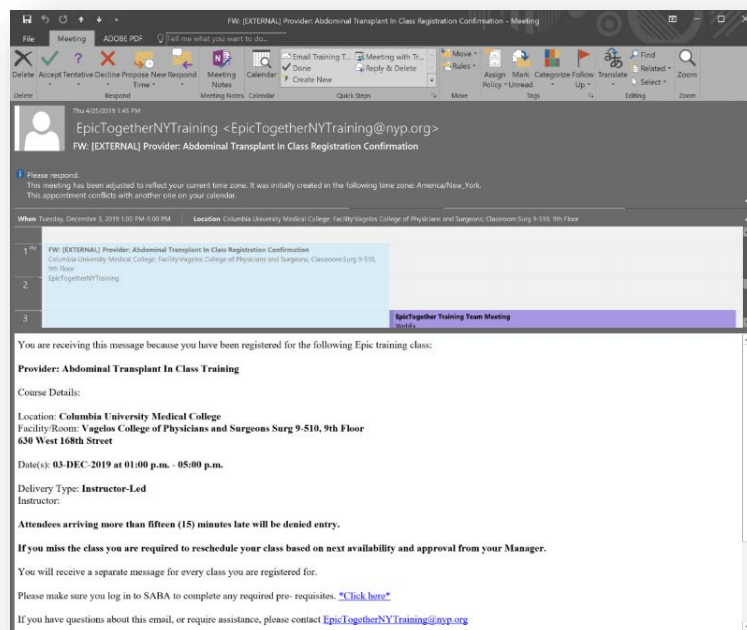 FW: [EXTERNAL] Provider: Abdominal Transplant In Class Registration Confirmation - Meeting
File Meeting ADOBE PDF Tell me what you want to do...
Delete Accept Tentative Decline Propose New Time Respond
Meeting Notes
Calendar
Email Training T... Meeting with Tr...
Done Reply & Delete
Create New
Move
Rules
Assign Policy Mark Unread Categorize Follow Up
Translate
Find
Related
Select
Zoom
Delete Respond Meeting Notes Calendar Quick Steps Move Tags Editing Zoom
Thu 4/25/2019 1:45 PM
EpicTogetherNYTraining <EpicTogetherNYTraining@nyp.org>
FW: [EXTERNAL] Provider: Abdominal Transplant In Class Registration Confirmation
Please respond.
This meeting has been adjusted to reflect your current time zone. It was initially created in the following time zone: America/New_York.
This appointment conflicts with another one on your calendar.
When Tuesday, December 3, 2019 1:00 PM-5:00 PM Location Columbia University Medical College; Facility:Vagelos College of Physicians and Surgeons; Classroom:Surg 9-510, 9th Floor
1 PM
FW: [EXTERNAL] Provider: Abdominal Transplant In Class Registration Confirmation
Columbia University Medical College; Facility:Vagelos College of Physicians and Surgeons; Classroom:Surg 9-510,
9th Floor
EpicTogetherNYTraining
2
3
EpicTogether Training Team Meeting
WebEx
You are receiving this message because you have been registered for the following Epic training class:
Provider: Abdominal Transplant In Class Training
Course Details:
Location: Columbia University Medical College
Facility/Room: Vagelos College of Physicians and Surgeons Surg 9-510, 9th Floor
630 West 168th Street
Date(s): 03-DEC-2019 at 01:00 p.m. - 05:00 p.m.
Delivery Type: Instructor-Led
Instructor:
Attendees arriving more than fifteen (15) minutes late will be denied entry.
If you miss the class you are required to reschedule your class based on next availability and approval from your Manager.
You will receive a separate message for every class you are registered for.
Please make sure you log in to SABA to complete any required pre- requisites. *Click here*
If you have questions about this email, or require assistance, please contact EpicTogetherNYTraining@nyp.org